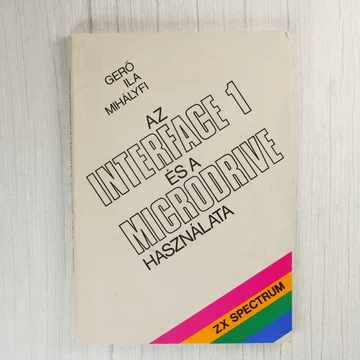 GERŐ
ILA
MIHÁLYFI
AZ
INTERFACE 1
ÉS A
MICRODRIVE
HASZNÁLATA
ZX SPECTRUM